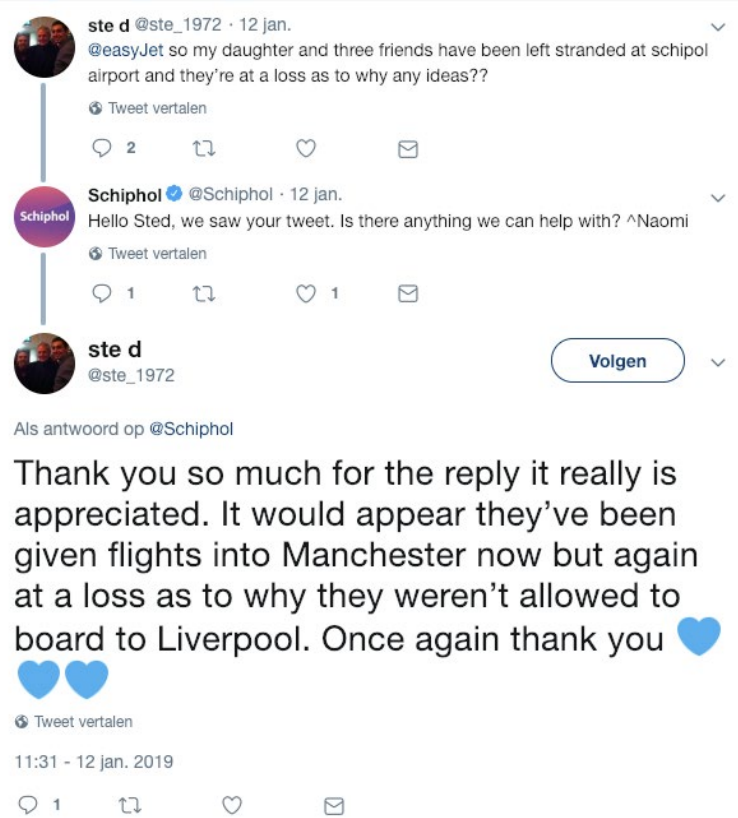 ste d @ste_1972 · 12 jan.
@easyJet so my daughter and three friends have been left stranded at schipol
airport and they're at a loss as to why any ideas??
Tweet vertalen
2
Schiphol @Schiphol · 12 jan.
Schiphol
Hello Sted, we saw your tweet. Is there anything we can help with? ^Naomi
Tweet vertalen
1 1
ste d
@ste_1972
Volgen
Als antwoord op @Schiphol
Thank you so much for the reply it really is
appreciated. It would appear they've been
given flights into Manchester now but again
at a loss as to why they weren't allowed to
board to Liverpool. Once again thank you 💙
💙💙
Tweet vertalen
11:31 - 12 jan. 2019
1